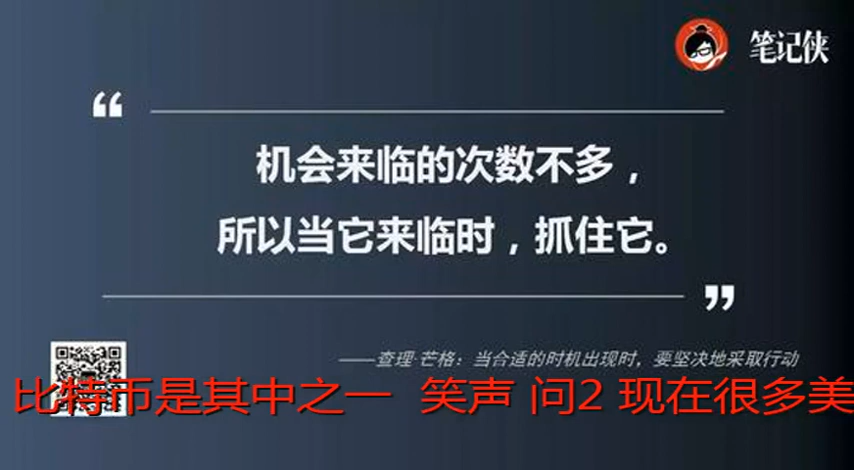 笔记侠
“
机会来临的次数不多，
所以当它来临时，抓住它。
”
——查理·芒格：当合适的时机出现时，要坚决地采取行动
比特币是其中之一 笑声 问2 现在很多美